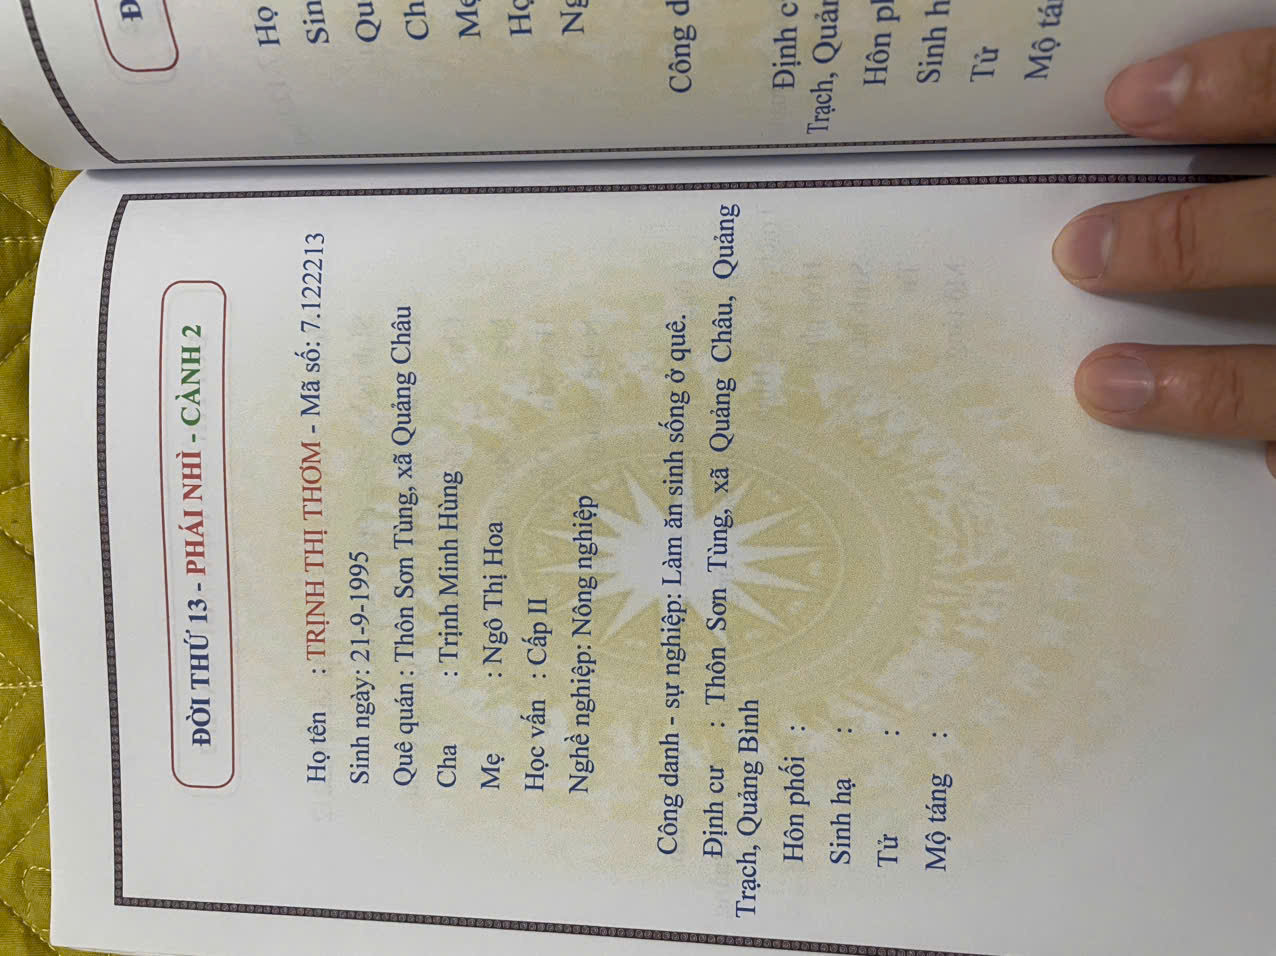 Đ
Họ
Sin
Qu
Ch
Mẹ
Họ
Ng
Công d
Định c
Trạch, Quản
Hôn p
Sinh h
Tử
Mộ tá
ĐỜI THỨ 13 - PHÁI NHÌ - CÀNH 2
Họ tên : TRỊNH THỊ THƠM - Mã số: 7.122213
Sinh ngày: 21-9-1995
Quê quán : Thôn Sơn Tùng, xã Quảng Châu
Cha : Trịnh Minh Hùng
Mẹ : Ngô Thị Hoa
Học vấn : Cấp II
Nghề nghiệp: Nông nghiệp
Công danh - sự nghiệp: Làm ăn sinh sống ở quê.
Định cư : Thôn Sơn Tùng, xã Quảng Châu, Quảng
Trạch, Quảng Bình
Hôn phối :
Sinh hạ :
Tử :
Mộ táng :